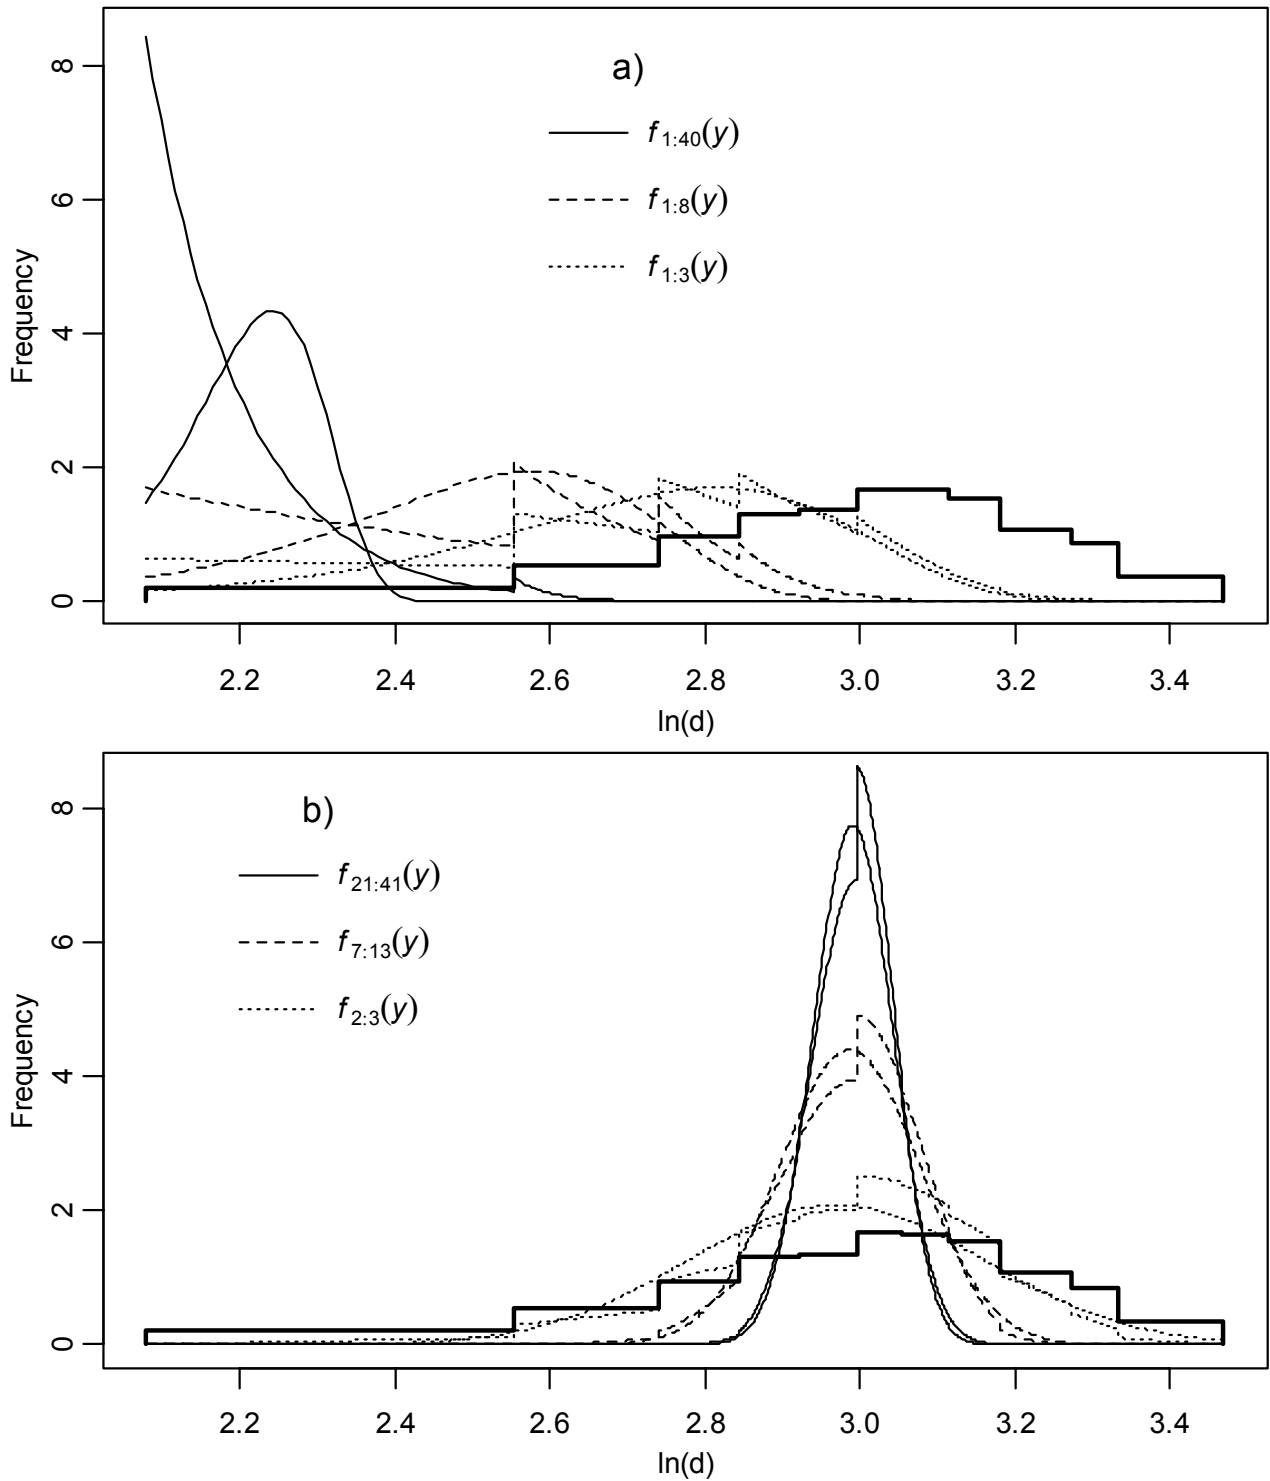 a)
f1:40(y)
f1:8(y)
f1:3(y)
Frequency
8
6
4
2
0
2.2 2.4 2.6 2.8 3.0 3.2 3.4
ln(d)
b)
f21:41(y)
f7:13(y)
f2:3(y)
Frequency
8
6
4
2
0
2.2 2.4 2.6 2.8 3.0 3.2 3.4
ln(d)